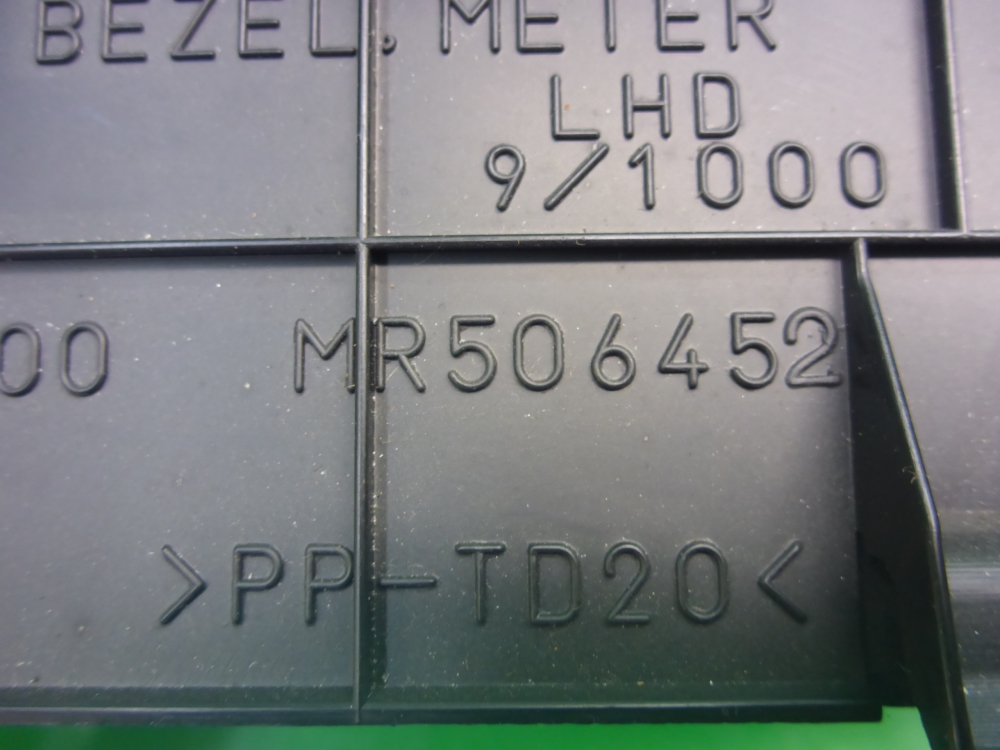 BEZEL.METER
LHD
9/1000
00 MR506452
>PP-TD20<